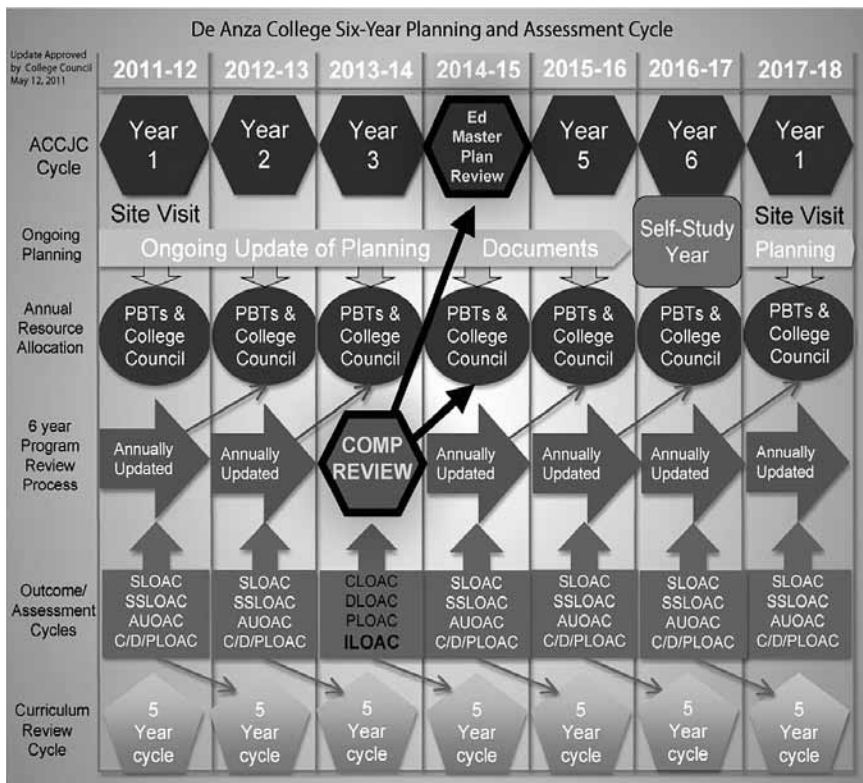 De Anza College Six-Year Planning and Assessment Cycle
Update Approved
by College Council
May 12, 2011
2011-12 2012-13 2013-14 2014-15 2015-16 2016-17 2017-18
ACCJC
Cycle
Year
1
Year
2
Year
3
Ed
Master
Plan
Review
Year
5
Year
6
Year
1
Site Visit
Site Visit
Ongoing
Planning
Ongoing Update of Planning Documents
Self-Study
Year
Planning
Annual
Resource
Allocation
PBTs &
College
Council
PBTs &
College
Council
PBTs &
College
Council
PBTs &
College
Council
PBTs &
College
Council
PBTs &
College
Council
PBTs &
College
Council
6 year
Program
Review
Process
Annually
Updated
Annually
Updated
COMP
REVIEW
Annually
Updated
Annually
Updated
Annually
Updated
Annually
Updated
Outcome/
Assessment
Cycles
SLOAC
SSLOAC
AUOAC
C/D/PLOAC
SLOAC
SSLOAC
AUOAC
C/D/PLOAC
CLOAC
DLOAC
PLOAC
ILOAC
SLOAC
SSLOAC
AUOAC
C/D/PLOAC
SLOAC
SSLOAC
AUOAC
C/D/PLOAC
SLOAC
SSLOAC
AUOAC
C/D/PLOAC
SLOAC
SSLOAC
AUOAC
C/D/PLOAC
Curriculum
Review
Cycle
5
Year
cycle
5
Year
cycle
5
Year
cycle
5
Year
cycle
5
Year
cycle
5
Year
cycle
5
Year
cycle